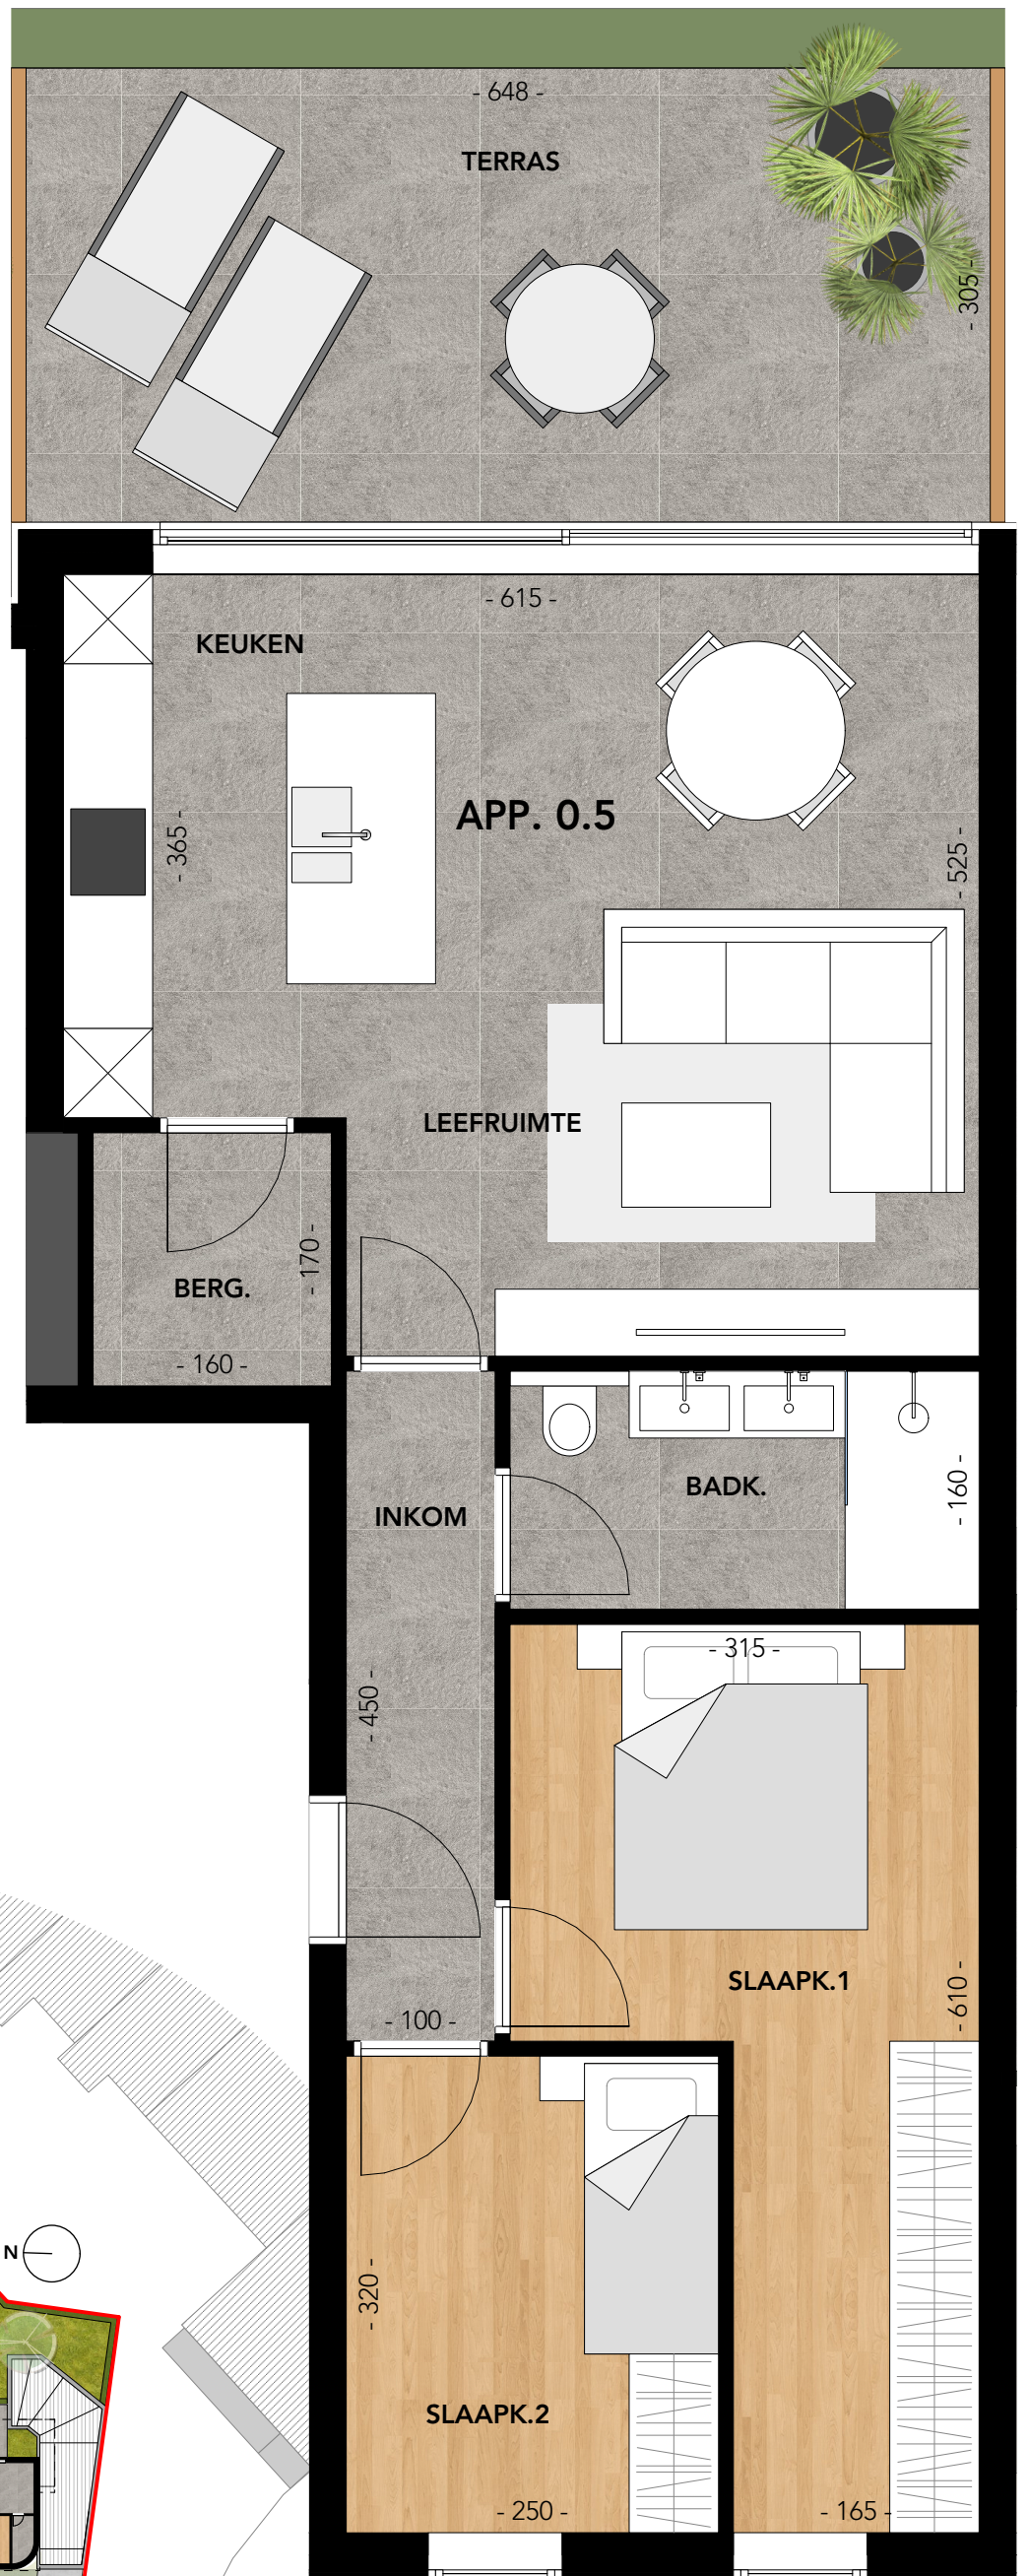 - 648 -
TERRAS
- 305 -
- 615 -
KEUKEN
APP. 0.5
- 365 -
- 525 -
LEEFRUIMTE
- 170 -
BERG.
- 160 -
BADK.
- 160 -
INKOM
- 315 -
- 450 -
SLAAPK.1
- 610 -
- 100 -
N
- 320 -
SLAAPK.2
- 250 -
- 165 -